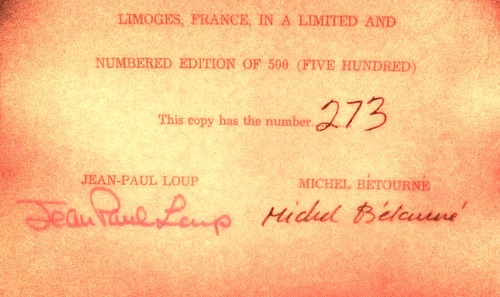 LIMOGES, FRANCE, IN A LIMITED AND
NUMBERED EDITION OF 500 (FIVE HUNDRED)
This copy has the number 273
JEAN-PAUL LOUP MICHEL BÉTOURNÉ
Jean Paul Loup Michel Bétourné